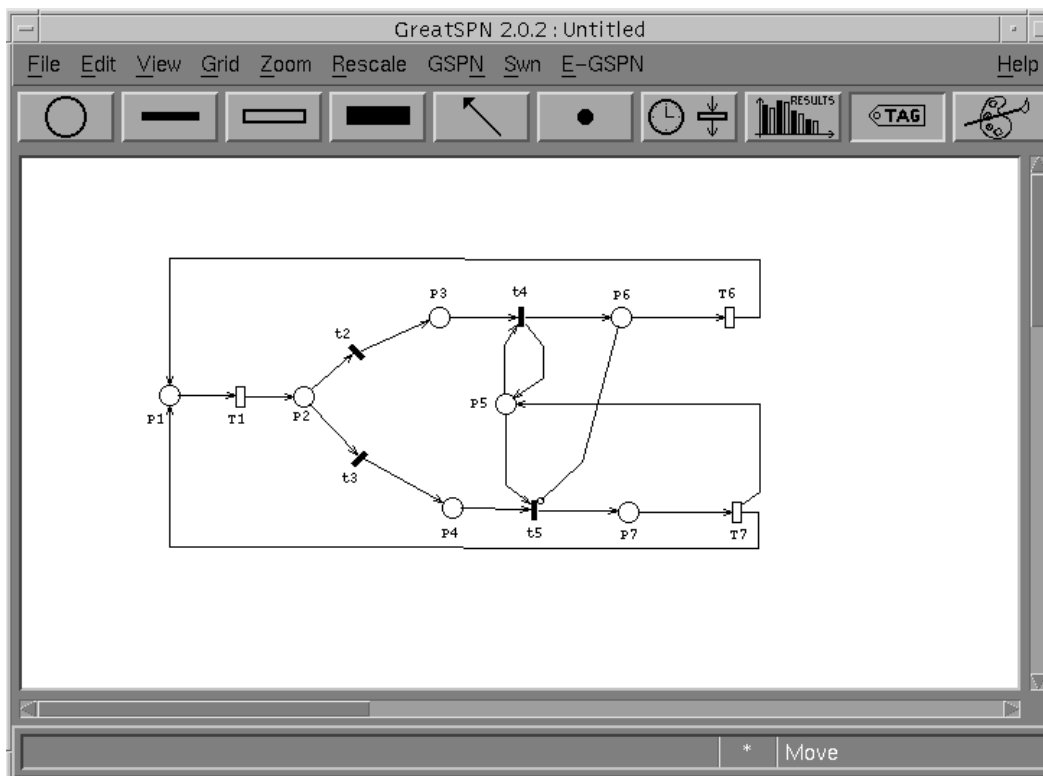 GreatSPN 2.0.2 : Untitled
File Edit View Grid Zoom Rescale GSPN Swn E-GSPN Help
RESULTS
TAG
P3 t4 P6 T6
t2
P1 T1 P2 P5
t3
P4 t5 P7 T7
* Move